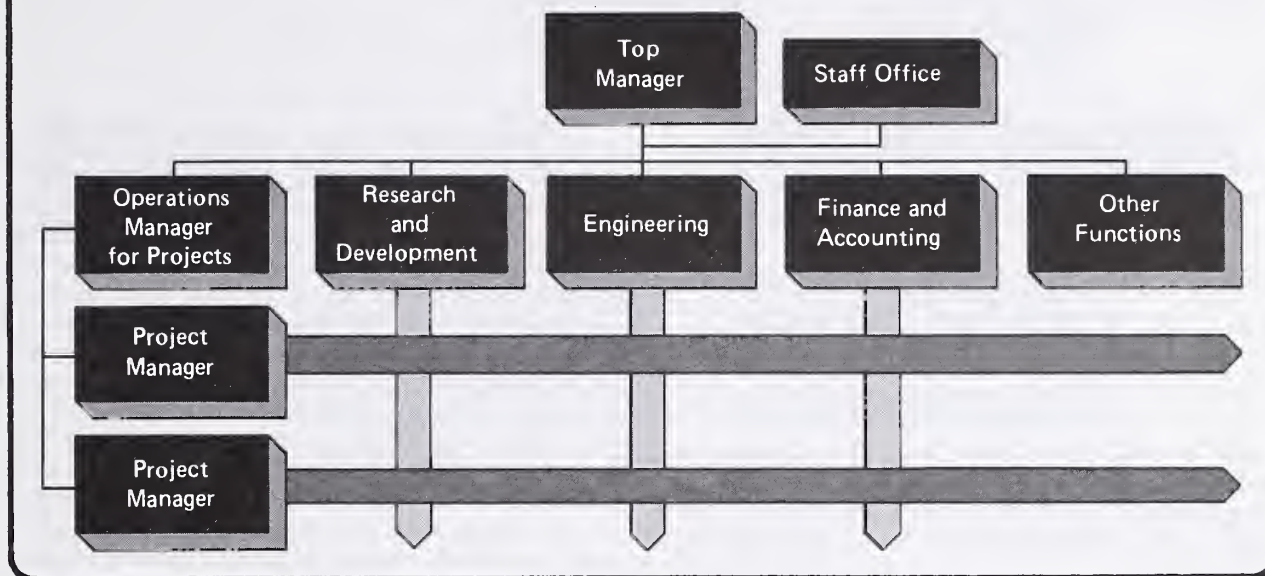 Top
Manager
Staff Office
Operations
Manager
for Projects
Research
and
Development
Engineering
Finance and
Accounting
Other
Functions
Project
Manager
Project
Manager